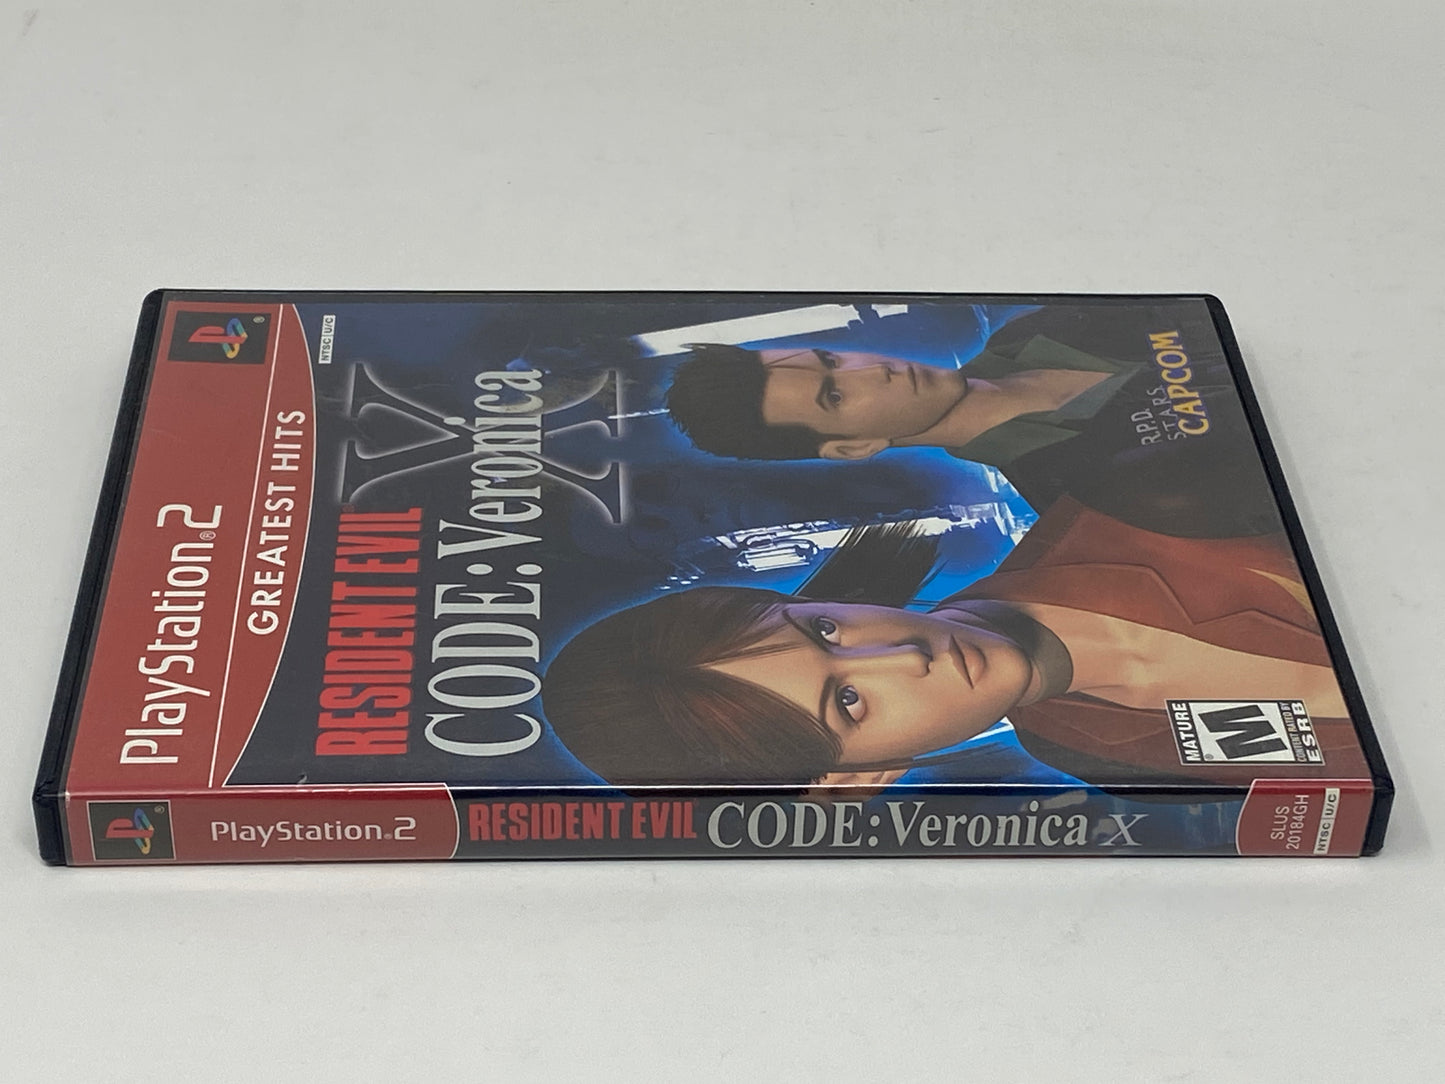 PlayStation®2
GREATEST HITS
NTSC U/C
RESIDENT EVIL®
CODE:Veronica
X
R.P.D.
S.T.A.R.S.
CAPCOM
MATURE
M
®
CONTENT RATED BY
ESRB
PlayStation®2
RESIDENT EVIL® CODE:Veronica X
SLUS
20184GH
NTSC U/C